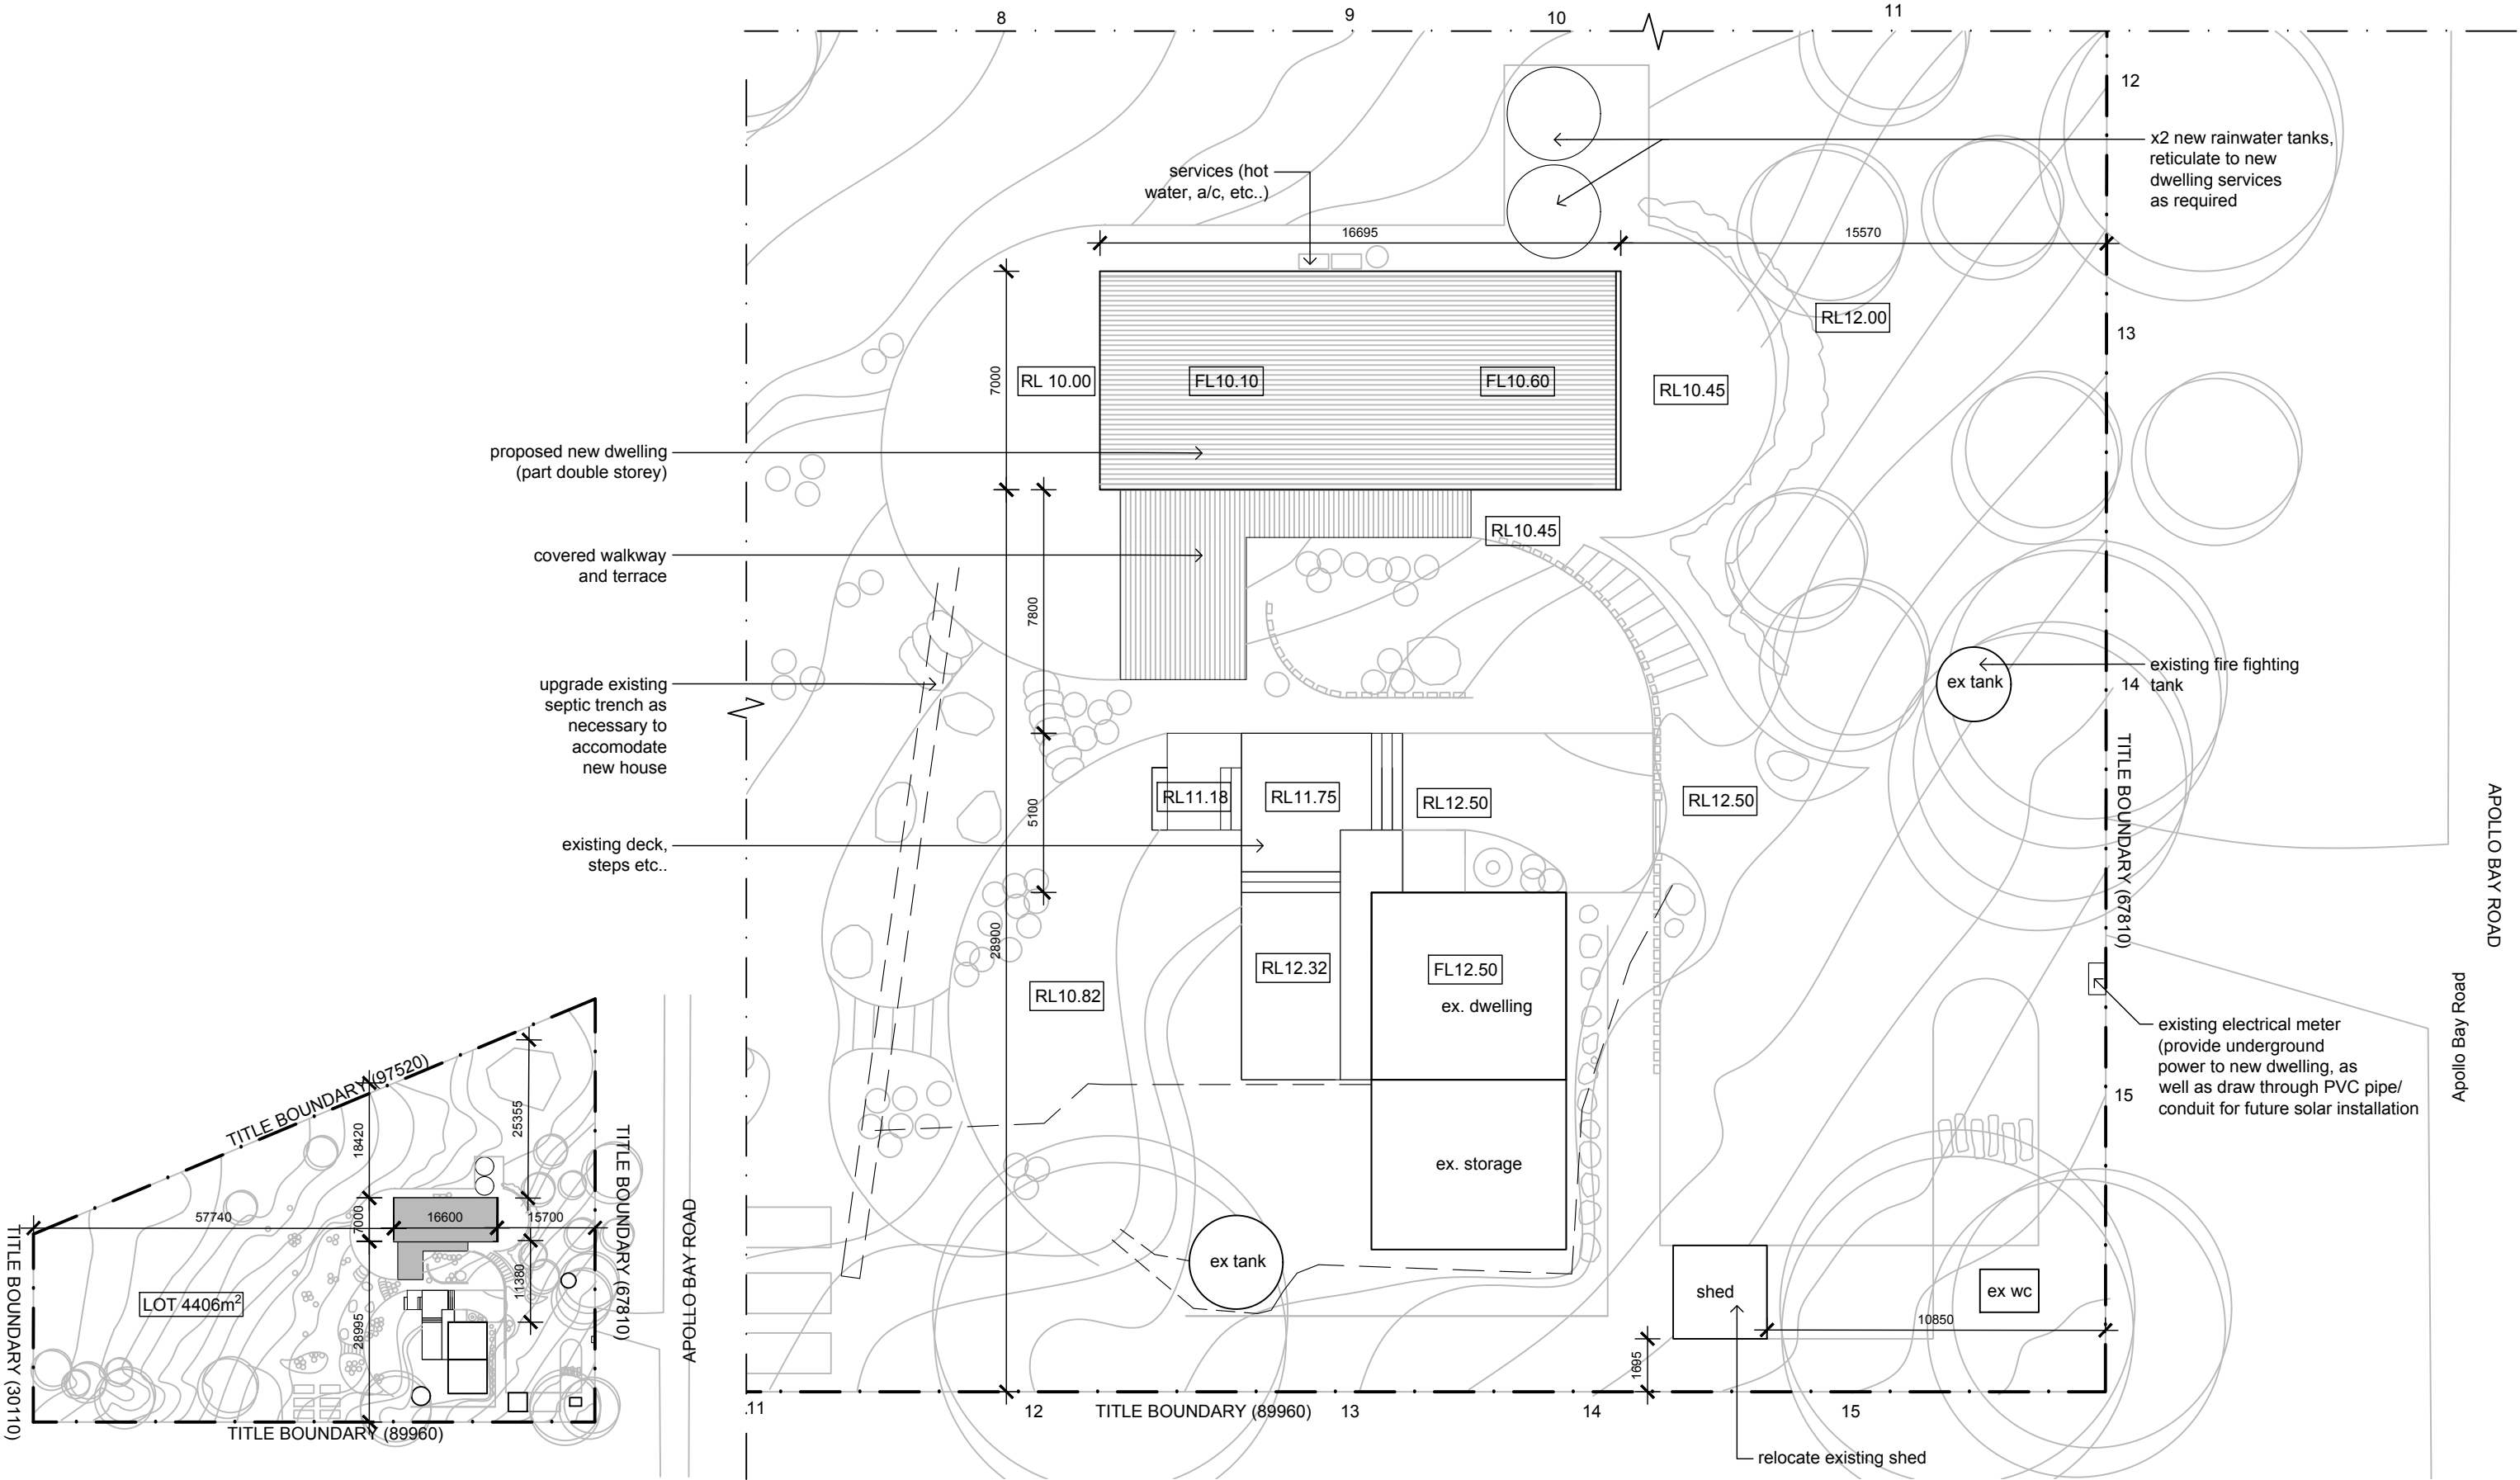 8
9
10
11
12
x2 new rainwater tanks,
reticulate to new
dwelling services
as required
services (hot
water, a/c, etc..)
16695
15570
RL12.00
13
7000
RL 10.00
FL10.10
FL10.60
RL10.45
proposed new dwelling
(part double storey)
RL10.45
covered walkway
and terrace
7800
existing fire fighting
tank
ex tank
14
upgrade existing
septic trench as
necessary to
accomodate
new house
TITLE BOUNDARY (67810)
APOLLO BAY ROAD
RL11.18
RL11.75
RL12.50
RL12.50
5100
existing deck,
steps etc..
28900
RL12.32
FL12.50
ex. dwelling
RL10.82
Apollo Bay Road
existing electrical meter
(provide underground
power to new dwelling, as
well as draw through PVC pipe/
conduit for future solar installation
15
ex. storage
ex tank
shed
ex wc
10850
1695
.11
12
TITLE BOUNDARY (89960)
13
14
15
relocate existing shed
TITLE BOUNDARY (97520)
18420
25355
57740
7000
16600
15700
TITLE BOUNDARY (67810)
APOLLO BAY ROAD
TITLE BOUNDARY (30110)
LOT 4406m²
11380
28995
TITLE BOUNDARY (89960)